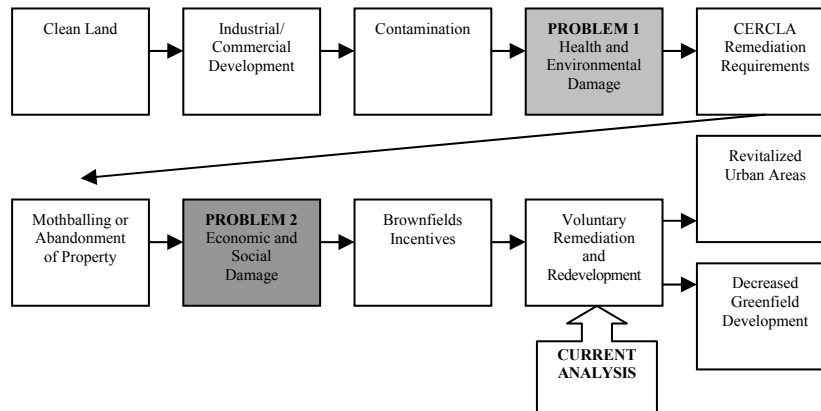 Clean Land
Industrial/
Commercial
Development
Contamination
PROBLEM 1
Health and
Environmental
Damage
CERCLA
Remediation
Requirements
Mothballing or
Abandonment
of Property
PROBLEM 2
Economic and
Social
Damage
Brownfields
Incentives
Voluntary
Remediation
and
Redevelopment
Revitalized
Urban Areas
Decreased
Greenfield
Development
CURRENT
ANALYSIS